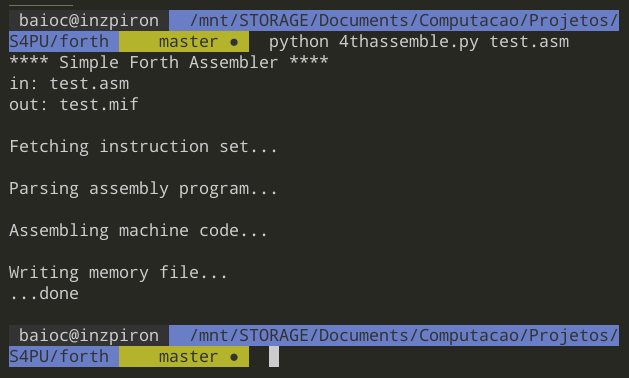 baioc@inzpiron /mnt/STORAGE/Documents/Computacao/Projetos/
S4PU/forth master ● python 4thassemble.py test.asm
**** Simple Forth Assembler ****
in: test.asm
out: test.mif
Fetching instruction set...
Parsing assembly program...
Assembling machine code...
Writing memory file...
...done
baioc@inzpiron /mnt/STORAGE/Documents/Computacao/Projetos/
S4PU/forth master ●